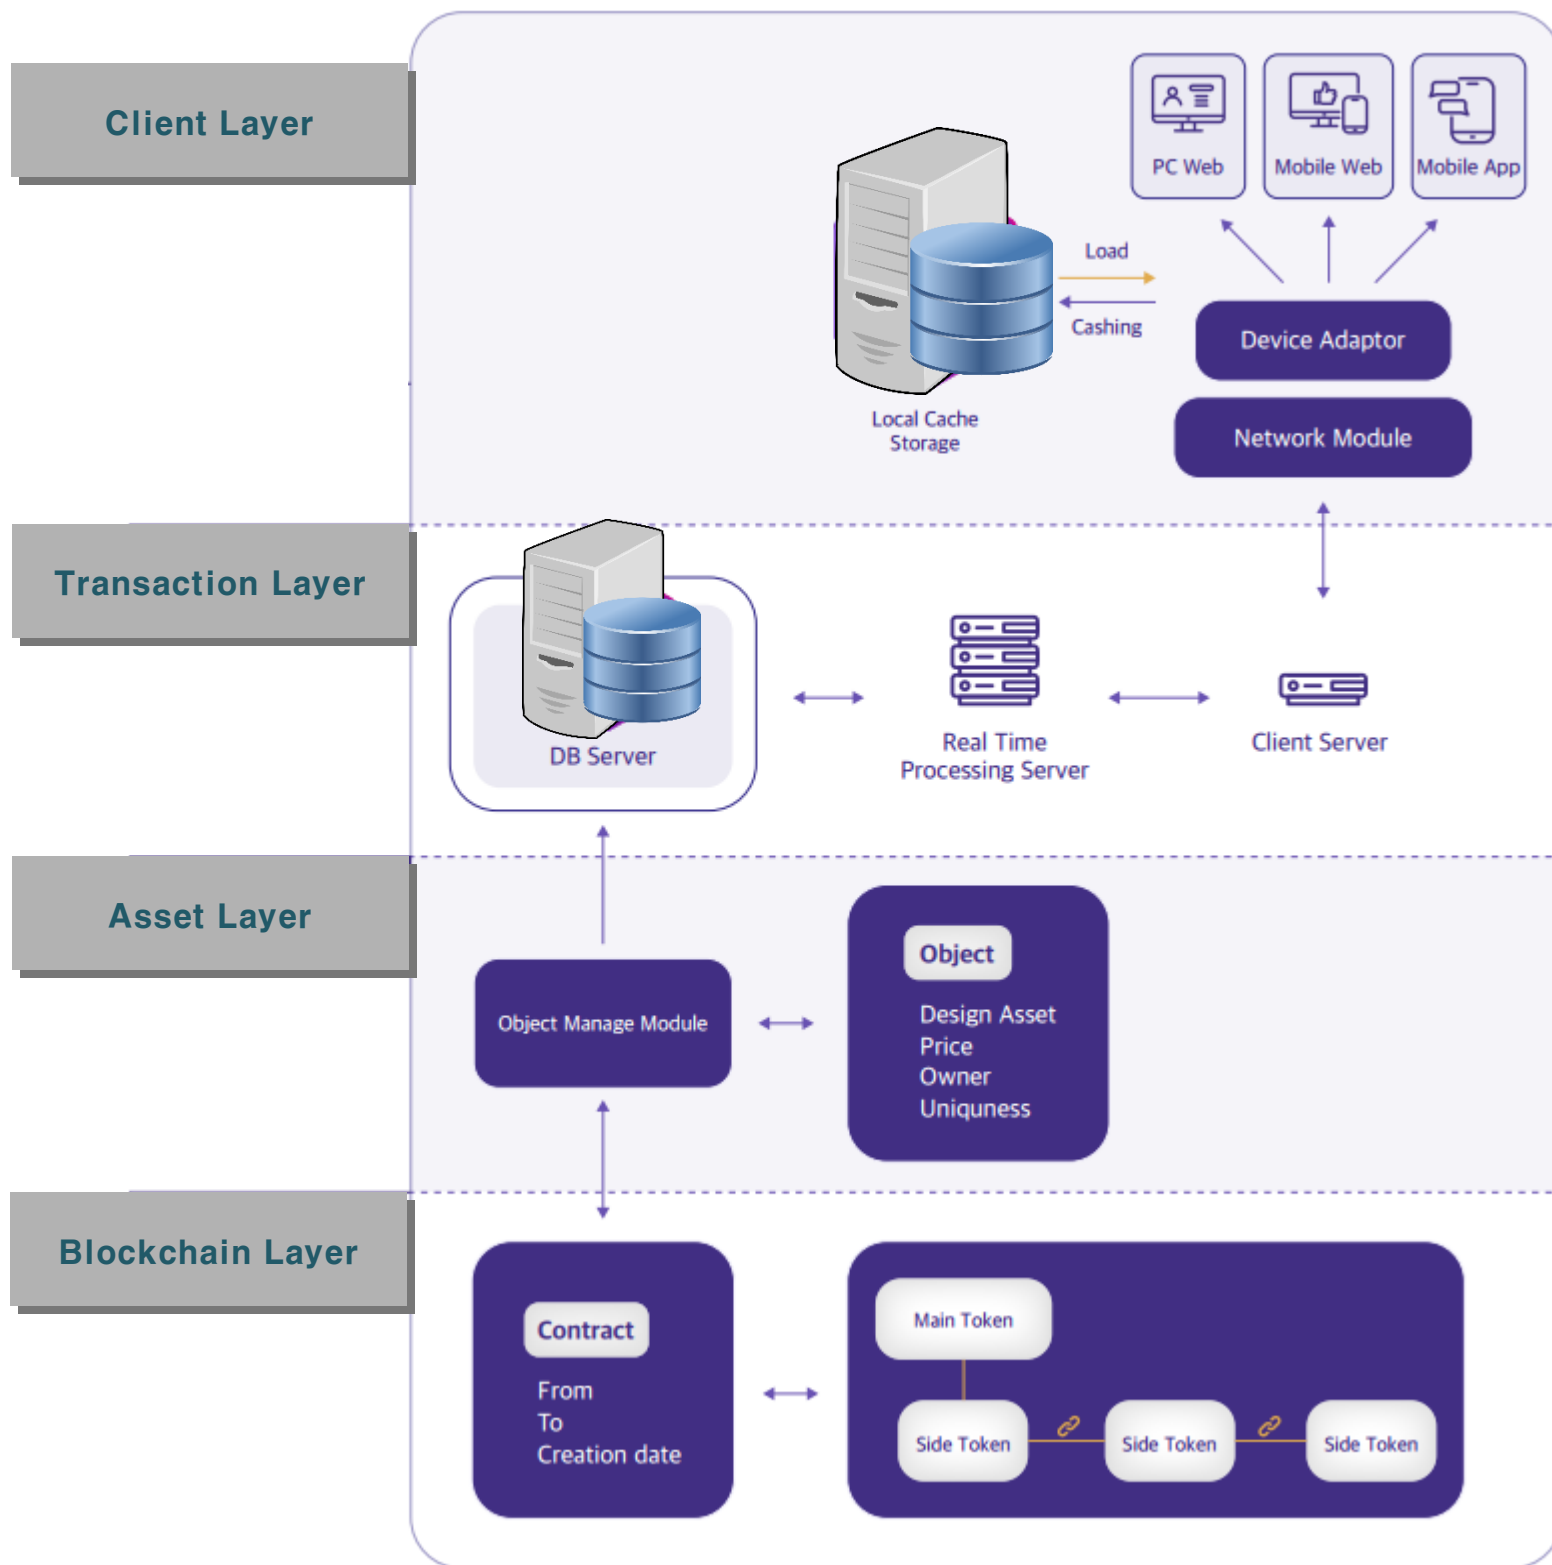 Client Layer
PC Web
Mobile Web
Mobile App
Load
Cashing
Device Adaptor
Local Cache
Storage
Network Module
Transaction Layer
DB Server
Real Time
Processing Server
Client Server
Asset Layer
Object Manage Module
Object
Design Asset
Price
Owner
Uniquness
Blockchain Layer
Contract
From
To
Creation date
Main Token
Side Token
Side Token
Side Token